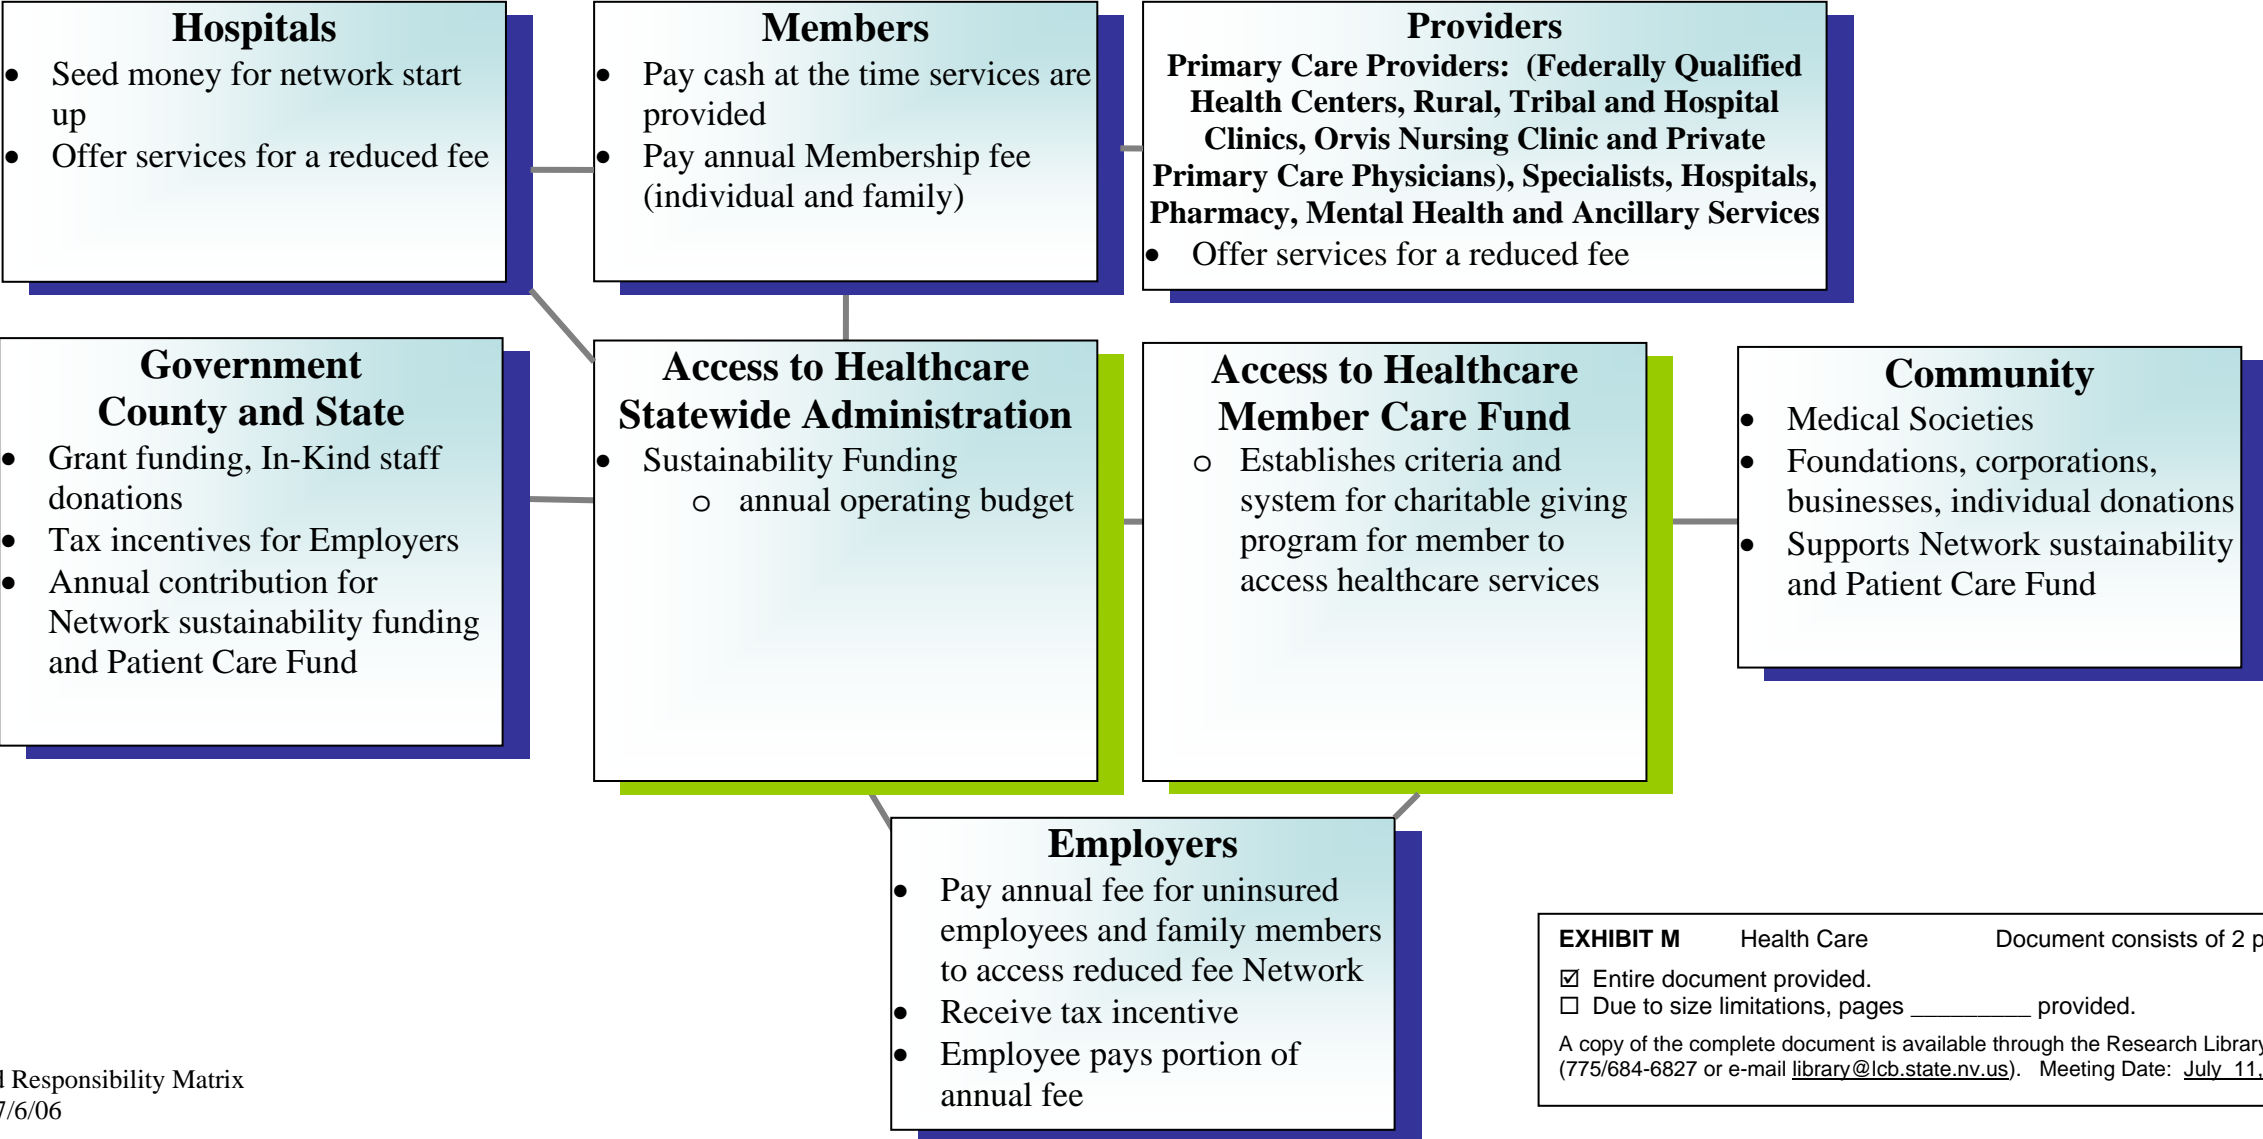 Hospitals
• Seed money for network start
up
• Offer services for a reduced fee
Members
• Pay cash at the time services are
provided
• Pay annual Membership fee
(individual and family)
Providers
Primary Care Providers: (Federally Qualified
Health Centers, Rural, Tribal and Hospital
Clinics, Orvis Nursing Clinic and Private
Primary Care Physicians), Specialists, Hospitals,
Pharmacy, Mental Health and Ancillary Services
• Offer services for a reduced fee
Government
County and State
• Grant funding, In-Kind staff
donations
• Tax incentives for Employers
• Annual contribution for
Network sustainability funding
and Patient Care Fund
Access to Healthcare
Statewide Administration
• Sustainability Funding
o annual operating budget
Access to Healthcare
Member Care Fund
o Establishes criteria and
system for charitable giving
program for member to
access healthcare services
Community
• Medical Societies
• Foundations, corporations,
businesses, individual donations
• Supports Network sustainability
and Patient Care Fund
Employers
• Pay annual fee for uninsured
employees and family members
to access reduced fee Network
• Receive tax incentive
• Employee pays portion of
annual fee
EXHIBIT M Health Care Document consists of 2 p
☑ Entire document provided.
☐ Due to size limitations, pages _________ provided.
A copy of the complete document is available through the Research Library
(775/684-6827 or e-mail library@lcb.state.nv.us). Meeting Date: July 11,
Responsibility Matrix
7/6/06